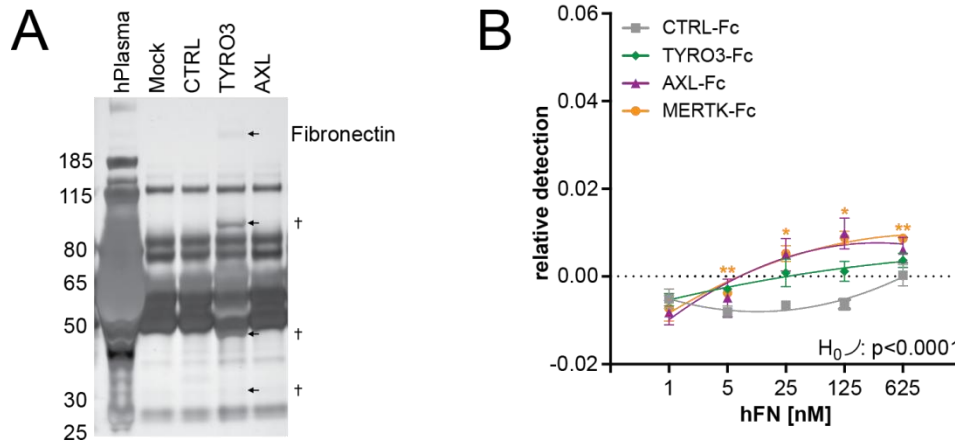 A
hPlasma
Mock
CTRL
TYRO3
AXL
Fibronectin
185
115
†
80
65
50
†
†
30
25
B
0.06
CTRL-Fc
TYRO3-Fc
0.04
AXL-Fc
MERTK-Fc
relative detection
0.02
* *
** **
0.00
H₀ : p<0.0001
-0.02
1 5 25 125 625
hFN [nM]